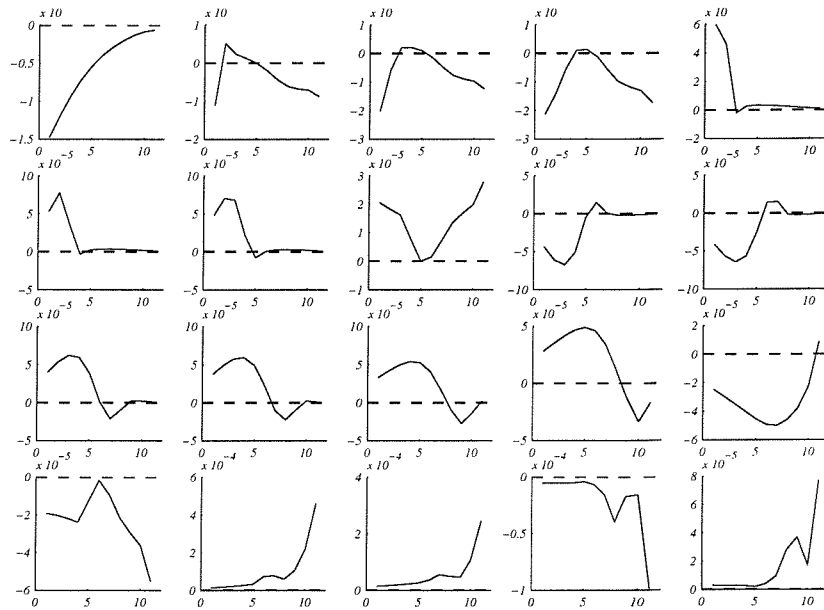 x 10 x 10 x 10 x 10 x 10
0 1 1 1 6
-0.5 0 0 0 4
-1 -1 -1 -1 2
-1.5 -2 -2 -2 0
-3 -3 -2
0 5 10 0 5 10 0 5 10 0 5 10 0 5 10
x 10 -5 x 10 -5 x 10 -5 x 10 -5 x 10 -5
10 10 3 5 5
5 5 2 0 0
0 0 1 -5 -5
-5 -5 0 -10 -10
-1
0 5 10 0 5 10 0 5 10 0 5 10 0 5 10
x 10 -5 x 10 -5 x 10 -5 x 10 -5 x 10 -5
10 10 10 5 2
5 5 5 0 0
0 0 0 -5 -2
-5 -5 -5 -4
-6
0 5 10 0 5 10 0 5 10 0 5 10 0 5 10
x 10 -5 x 10 -4 x 10 -4 x 10 -4 x 10 -5
0 6 4 0 8
-2 4 2 -0.5 6
-4 2 0 -1 4
-6 0 2
0
0 5 10 0 5 10 0 5 10 0 5 10 0 5 10